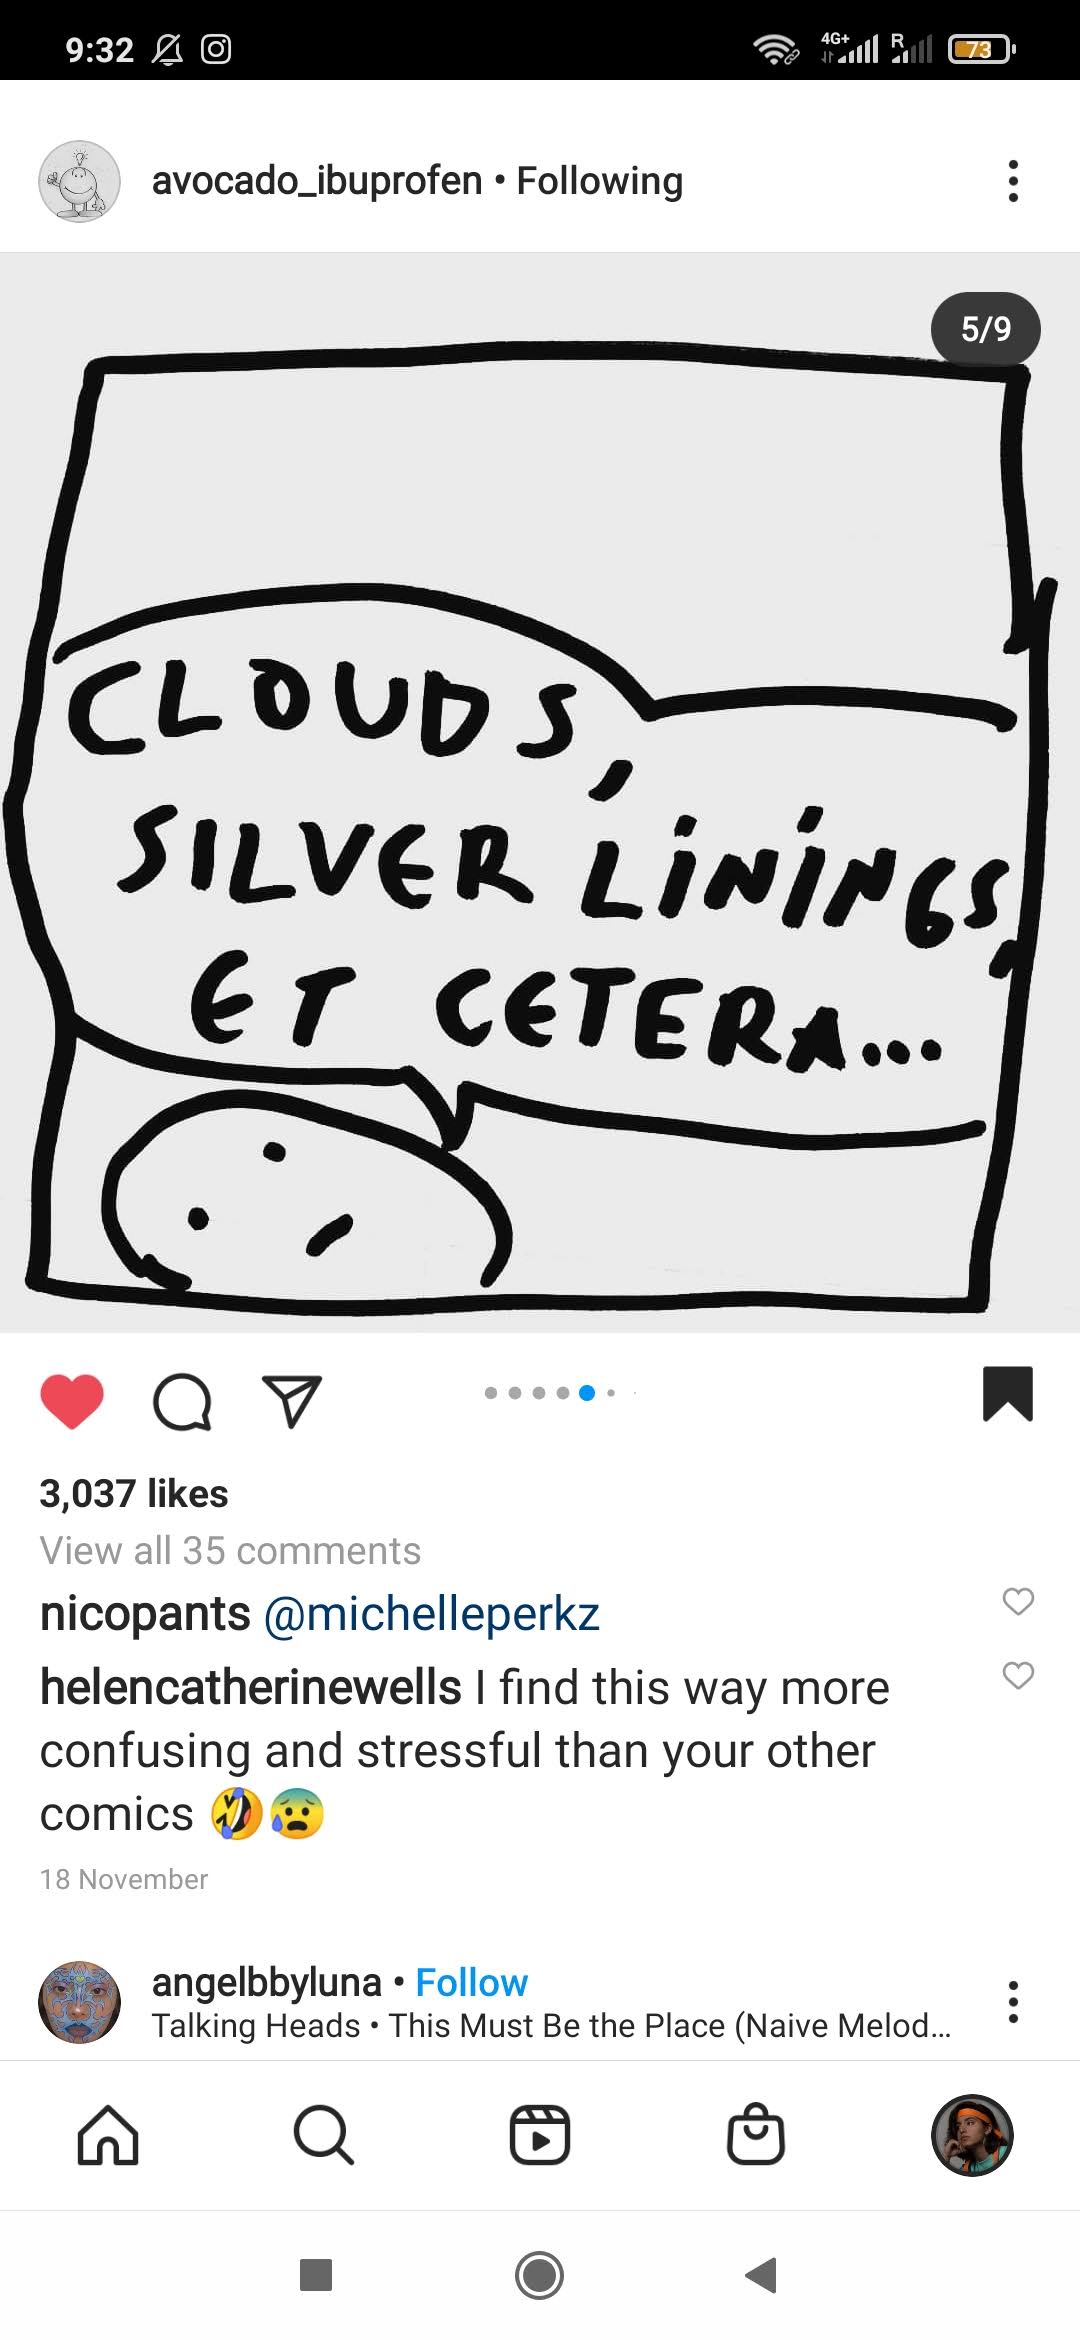 9:32
4G+
R
73
avocado_ibuprofen • Following
5/9
CLOUDS,
SILVER LININGS,
ET CETERA...
3,037 likes
View all 35 comments
nicopants @michelleperkz
helencatherinewells I find this way more
confusing and stressful than your other
comics 🤣😰
18 November
angelbbyluna • Follow
Talking Heads • This Must Be the Place (Naive Melod...